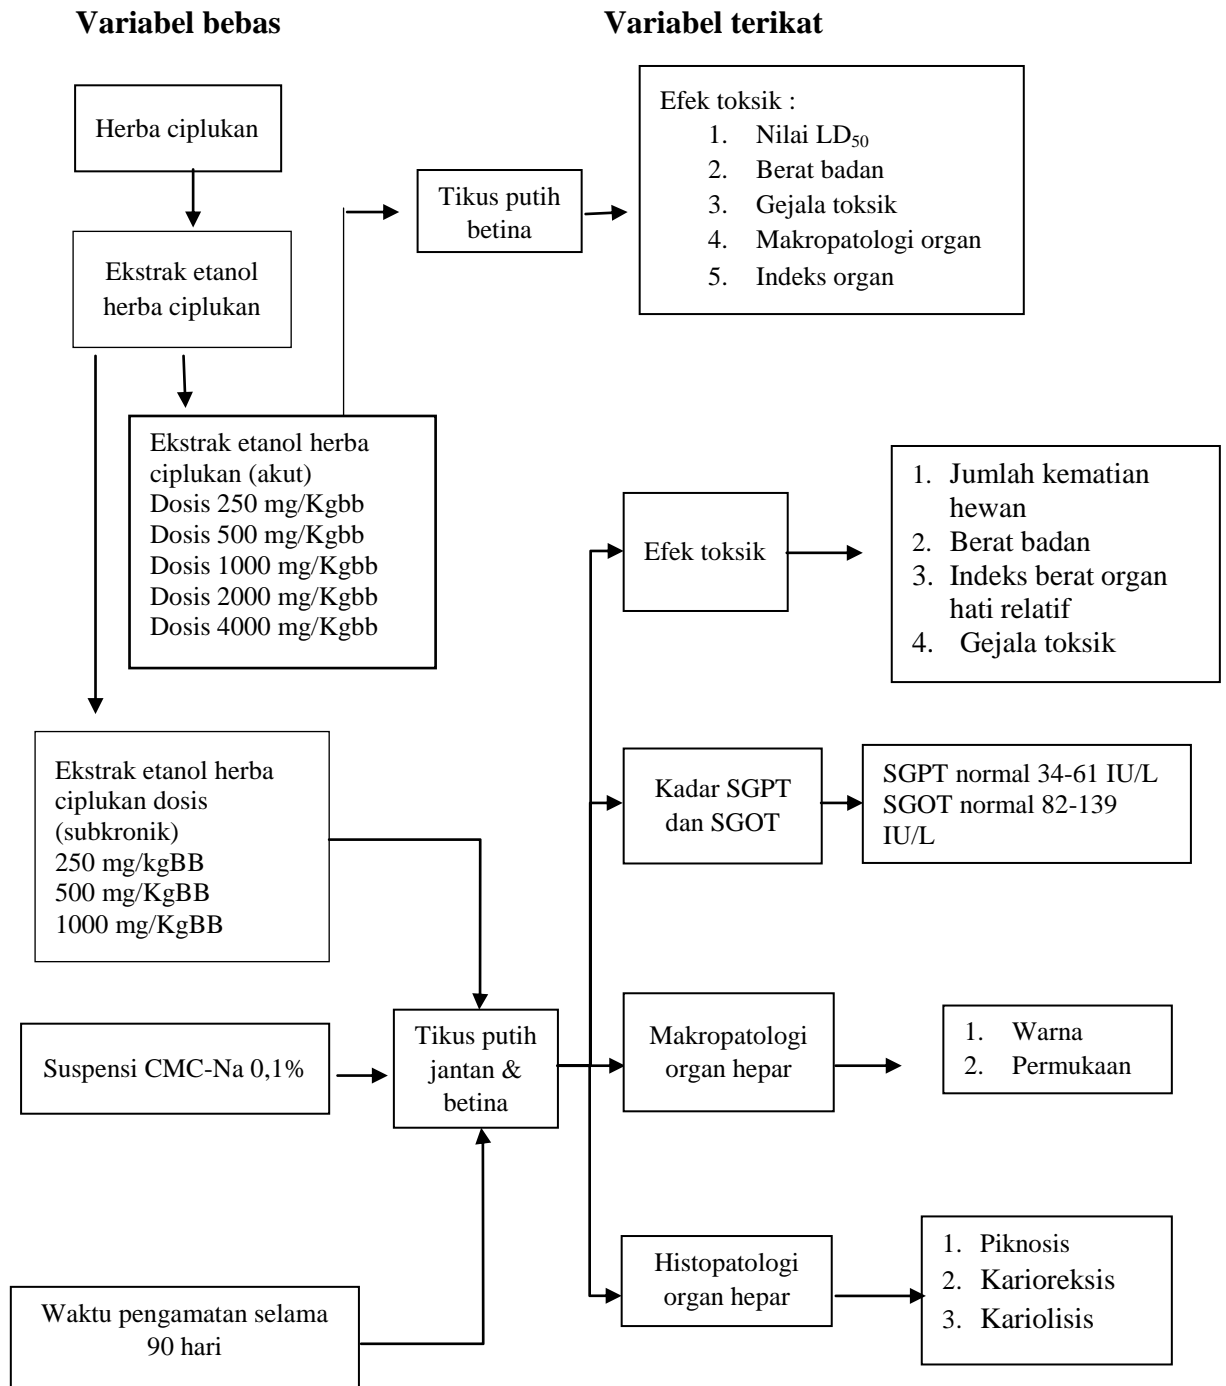 Variabel bebas
Variabel terikat
Herba ciplukan
Ekstrak etanol
herba ciplukan
Tikus putih
betina
Efek toksik :
1. Nilai LD₅₀
2. Berat badan
3. Gejala toksik
4. Makropatologi organ
5. Indeks organ
Ekstrak etanol herba
ciplukan (akut)
Dosis 250 mg/Kgbb
Dosis 500 mg/Kgbb
Dosis 1000 mg/Kgbb
Dosis 2000 mg/Kgbb
Dosis 4000 mg/Kgbb
Efek toksik
1. Jumlah kematian
hewan
2. Berat badan
3. Indeks berat organ
hati relatif
4. Gejala toksik
Ekstrak etanol herba
ciplukan dosis
(subkronik)
250 mg/kgBB
500 mg/KgBB
1000 mg/KgBB
Kadar SGPT
dan SGOT
SGPT normal 34-61 IU/L
SGOT normal 82-139
IU/L
Suspensi CMC-Na 0,1%
Tikus putih
jantan &
betina
Makropatologi
organ hepar
1. Warna
2. Permukaan
Waktu pengamatan selama
90 hari
Histopatologi
organ hepar
1. Piknosis
2. Karioreksis
3. Kariolisis